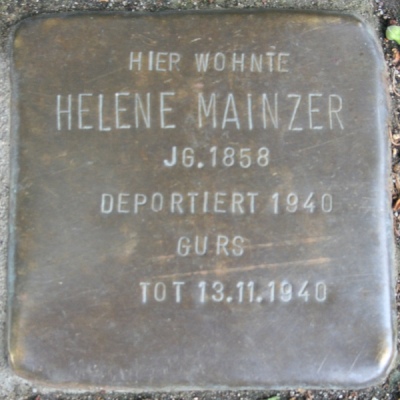 HIER WOHNTE
HELENE MAINZER
JG. 1858
DEPORTIERT 1940
GURS
TOT 13.11.1940